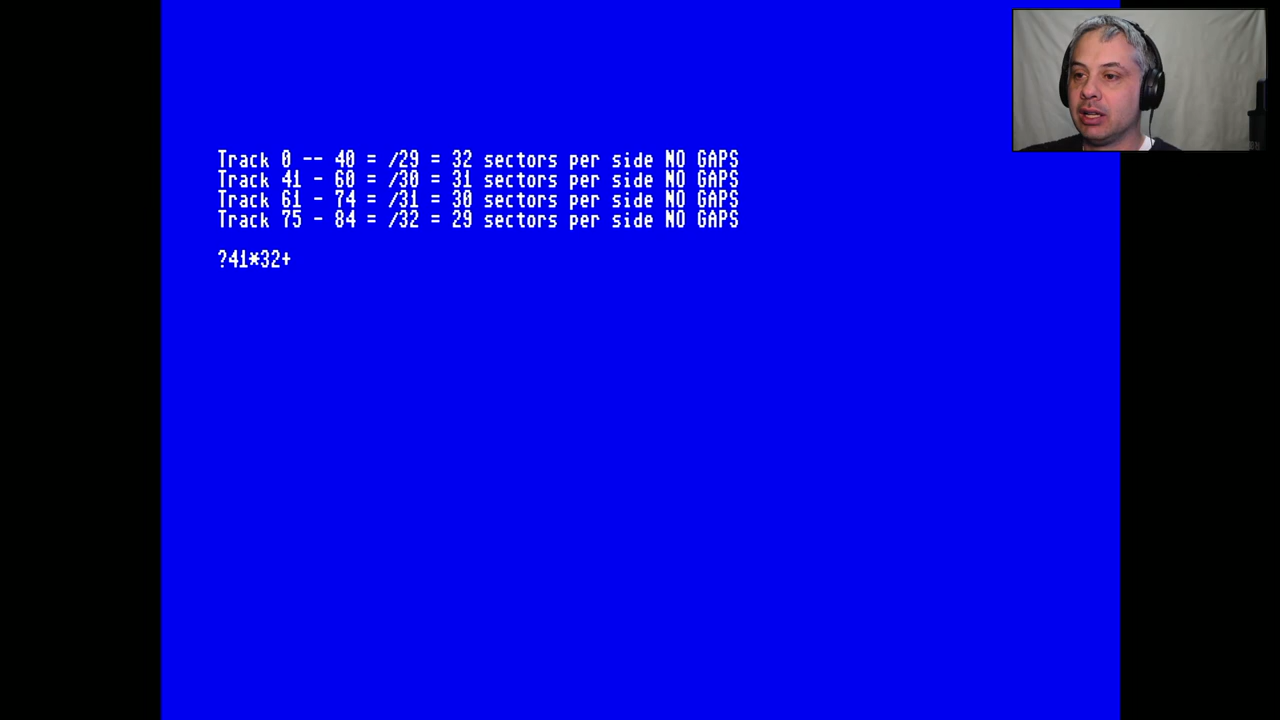 Track 0 -- 40 = /29 = 32 sectors per side NO GAPS
Track 41 - 60 = /30 = 31 sectors per side NO GAPS
Track 61 - 74 = /31 = 30 sectors per side NO GAPS
Track 75 - 84 = /32 = 29 sectors per side NO GAPS
?41*32+